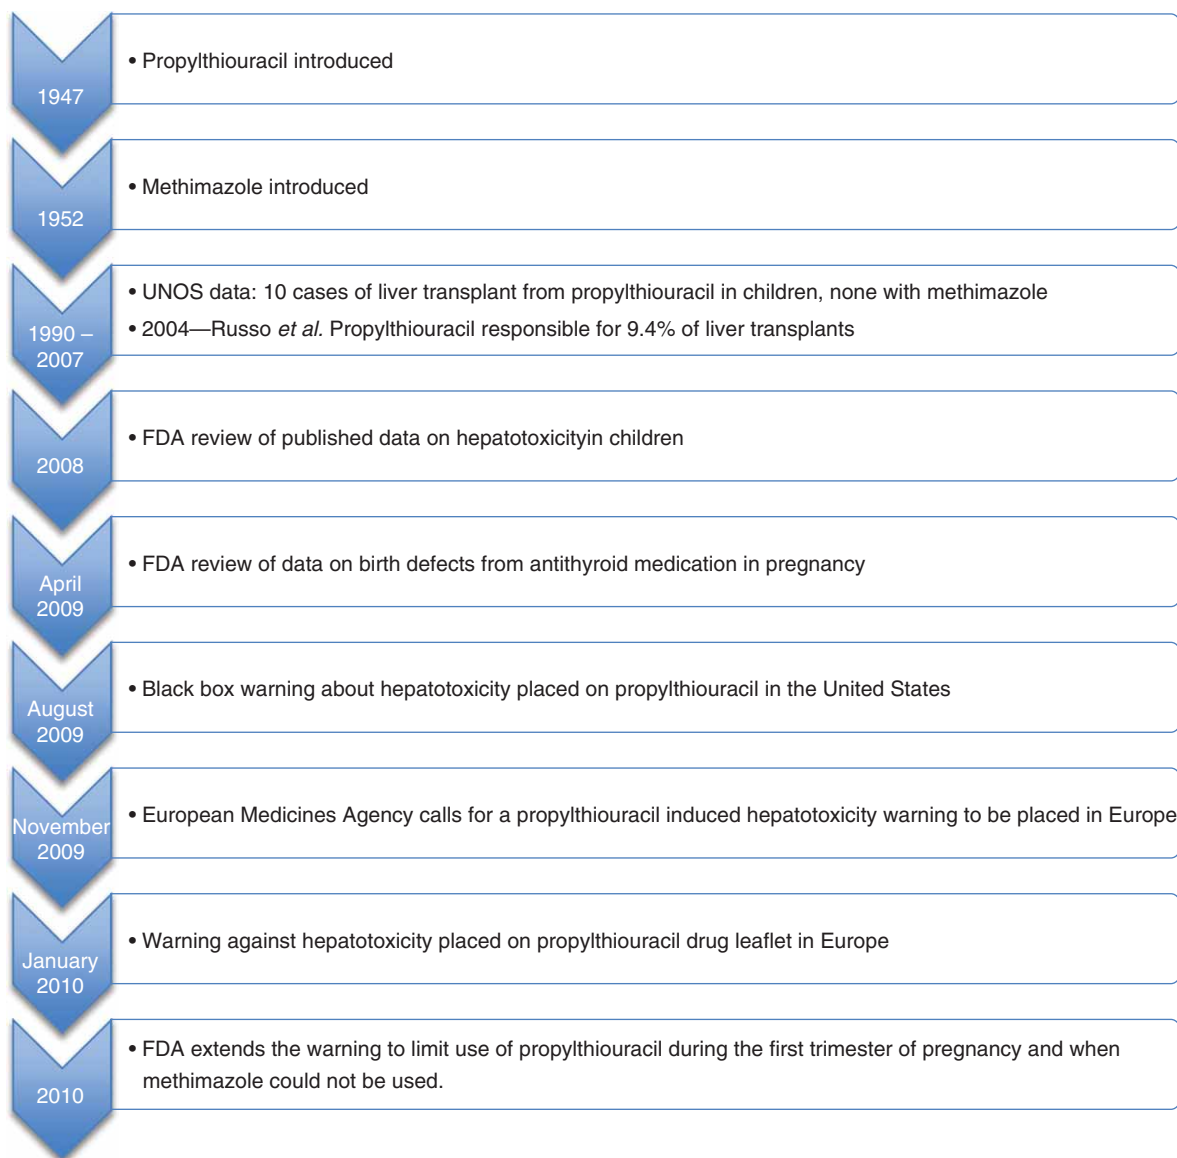 1947
• Propylthiouracil introduced
1952
• Methimazole introduced
1990 –
2007
• UNOS data: 10 cases of liver transplant from propylthiouracil in children, none with methimazole
• 2004—Russo et al. Propylthiouracil responsible for 9.4% of liver transplants
2008
• FDA review of published data on hepatotoxicityin children
April
2009
• FDA review of data on birth defects from antithyroid medication in pregnancy
August
2009
• Black box warning about hepatotoxicity placed on propylthiouracil in the United States
November
2009
• European Medicines Agency calls for a propylthiouracil induced hepatotoxicity warning to be placed in Europe
January
2010
• Warning against hepatotoxicity placed on propylthiouracil drug leaflet in Europe
2010
• FDA extends the warning to limit use of propylthiouracil during the first trimester of pregnancy and when
methimazole could not be used.